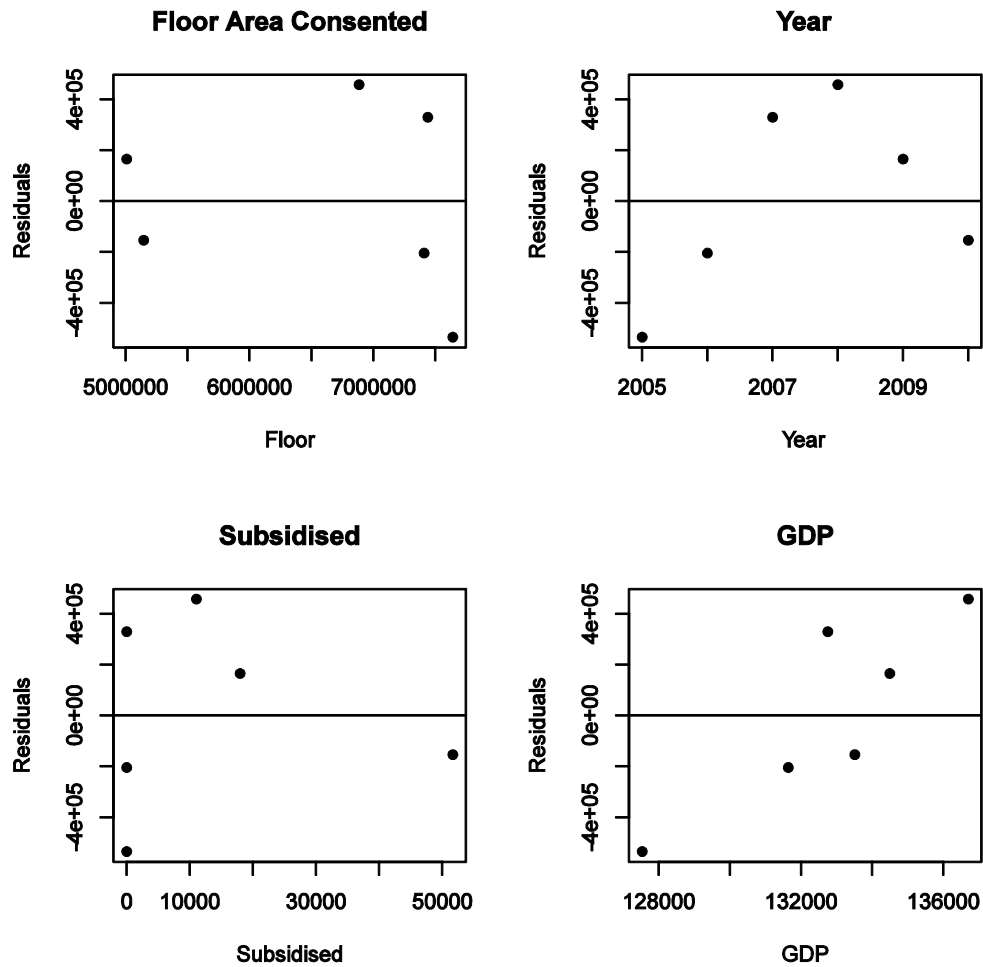 Floor Area Consented
Residuals
4e+05
0e+00
−4e+05
5000000 6000000 7000000
Floor
Year
Residuals
4e+05
0e+00
−4e+05
2005 2007 2009
Year
Subsidised
Residuals
4e+05
0e+00
−4e+05
0 10000 30000 50000
Subsidised
GDP
Residuals
4e+05
0e+00
−4e+05
128000 132000 136000
GDP